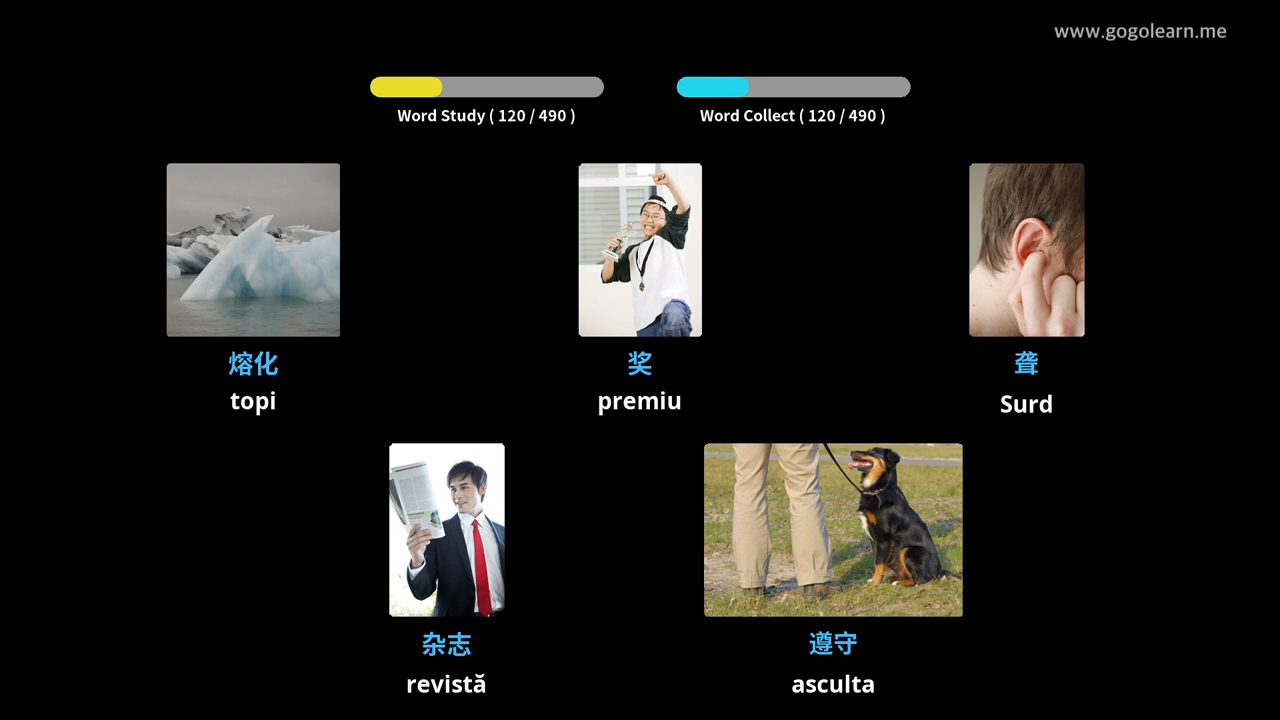 www.gogolearn.me
Word Study ( 120 / 490 )
Word Collect ( 120 / 490 )
熔化
topi
奖
premiu
聋
Surd
杂志
revistă
遵守
asculta